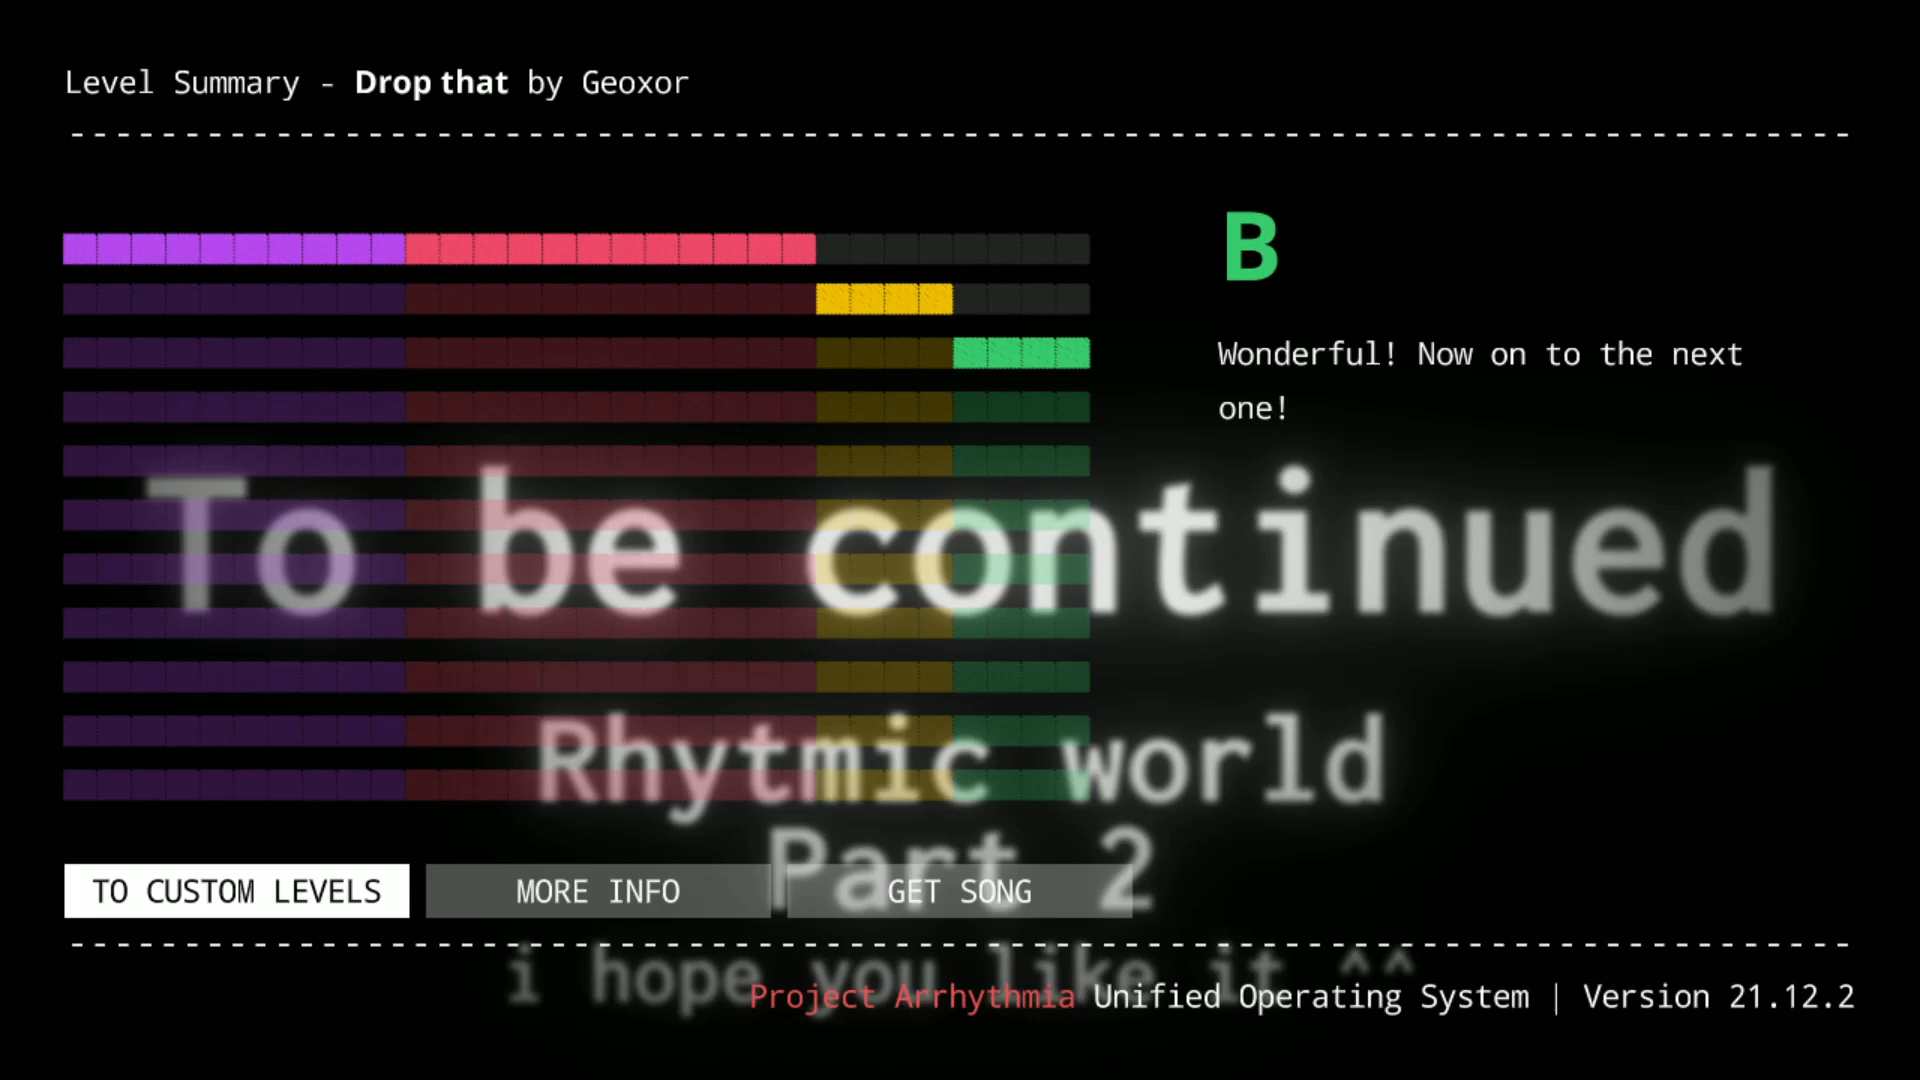 Level Summary - Drop that by Geoxor
B
Wonderful! Now on to the next
one!
To be continued
Rhytmic world
Part 2
TO CUSTOM LEVELS
MORE INFO
GET SONG
i hope you like it ^^
Project Arrhythmia Unified Operating System | Version 21.12.2